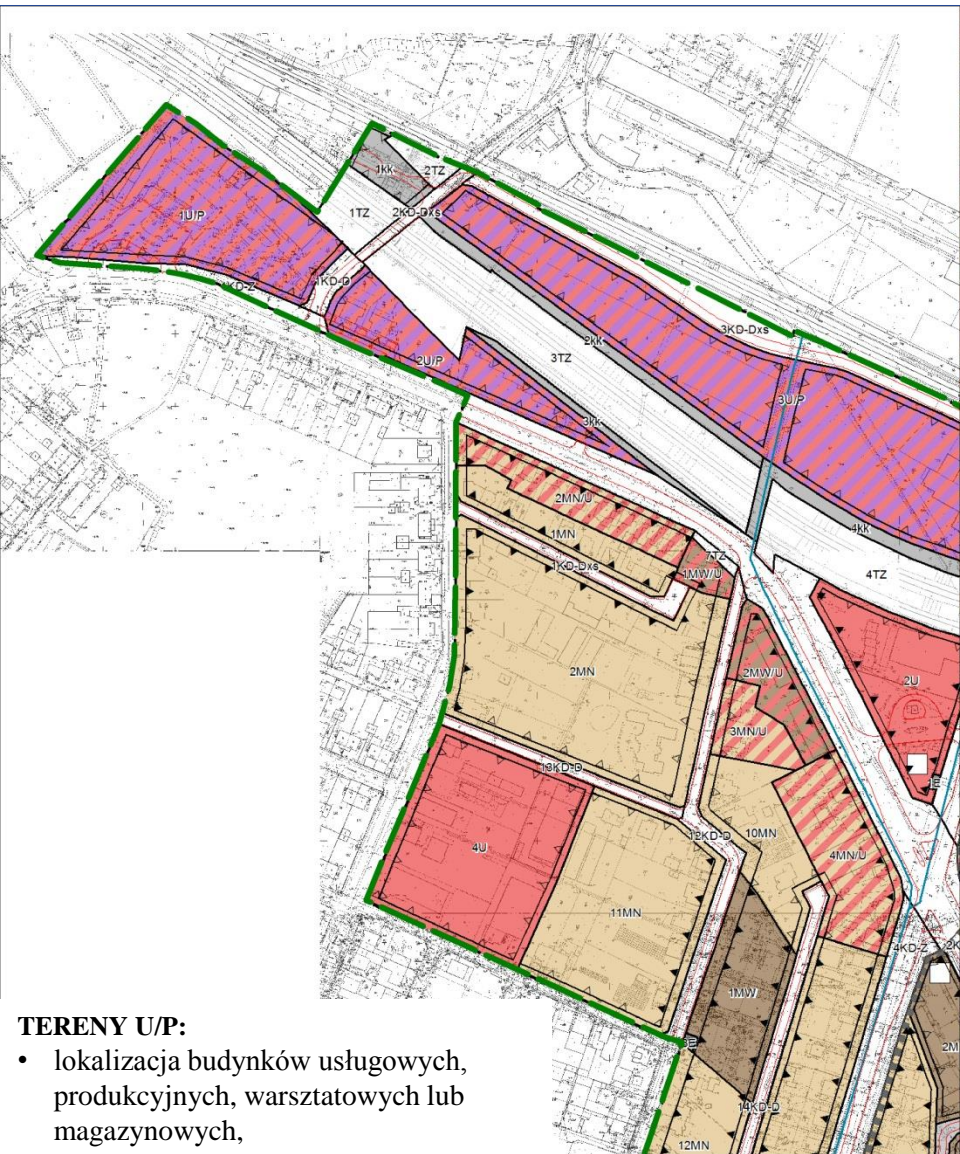 1kk
2TZ
1U/P
1TZ
2KD-Dxs
1KD-D
3KD-Dxs
2kk
3TZ
2U/P
3U/P
3kk
2MN/U
4kk
1MN
7TZ
1KD-Dxs
1MW/U
4TZ
2MN
2MW/U
2U
3MN/U
13KD-D
1E
12KD-D
10MN
4U
4MN/U
11MN
4KD-Z
1MW
14KD-D
12MN
TERENY U/P:
• lokalizacja budynków usługowych,
produkcyjnych, warsztatowych lub
magazynowych,